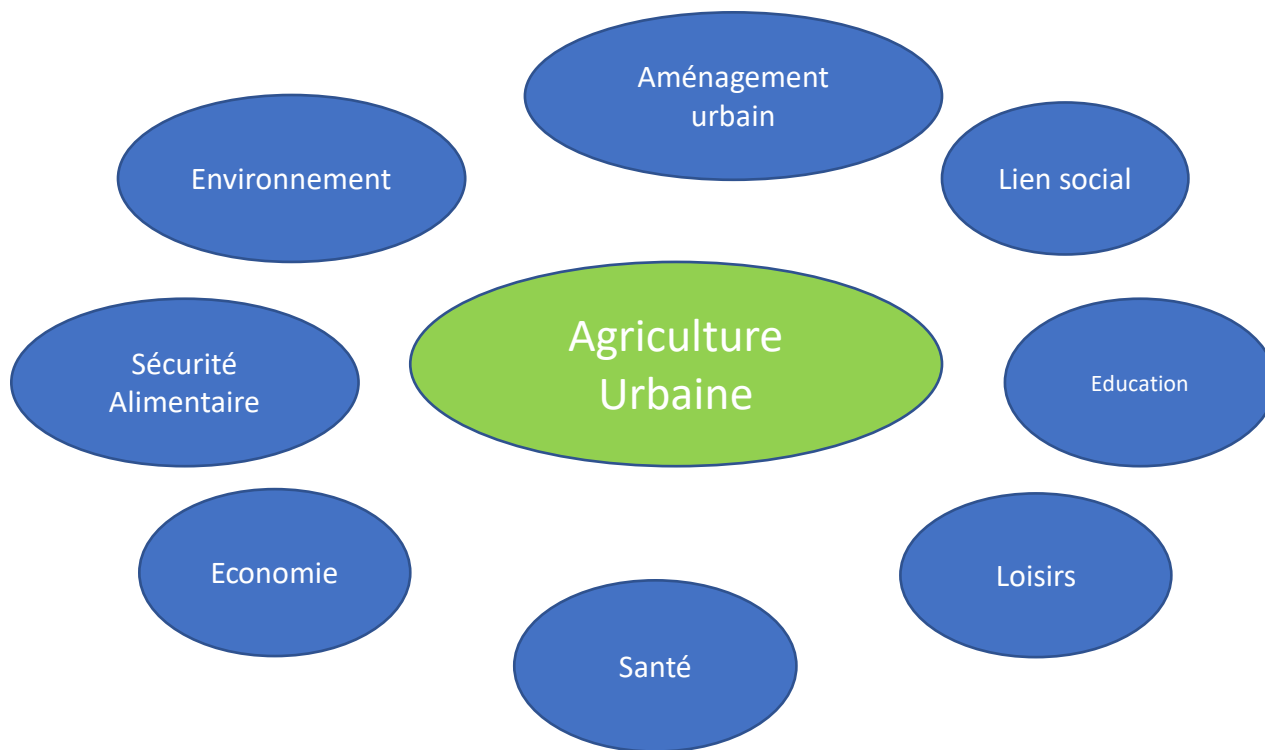 Aménagement
urbain
Environnement
Lien social
Agriculture
Urbaine
Sécurité
Alimentaire
Education
Economie
Loisirs
Santé